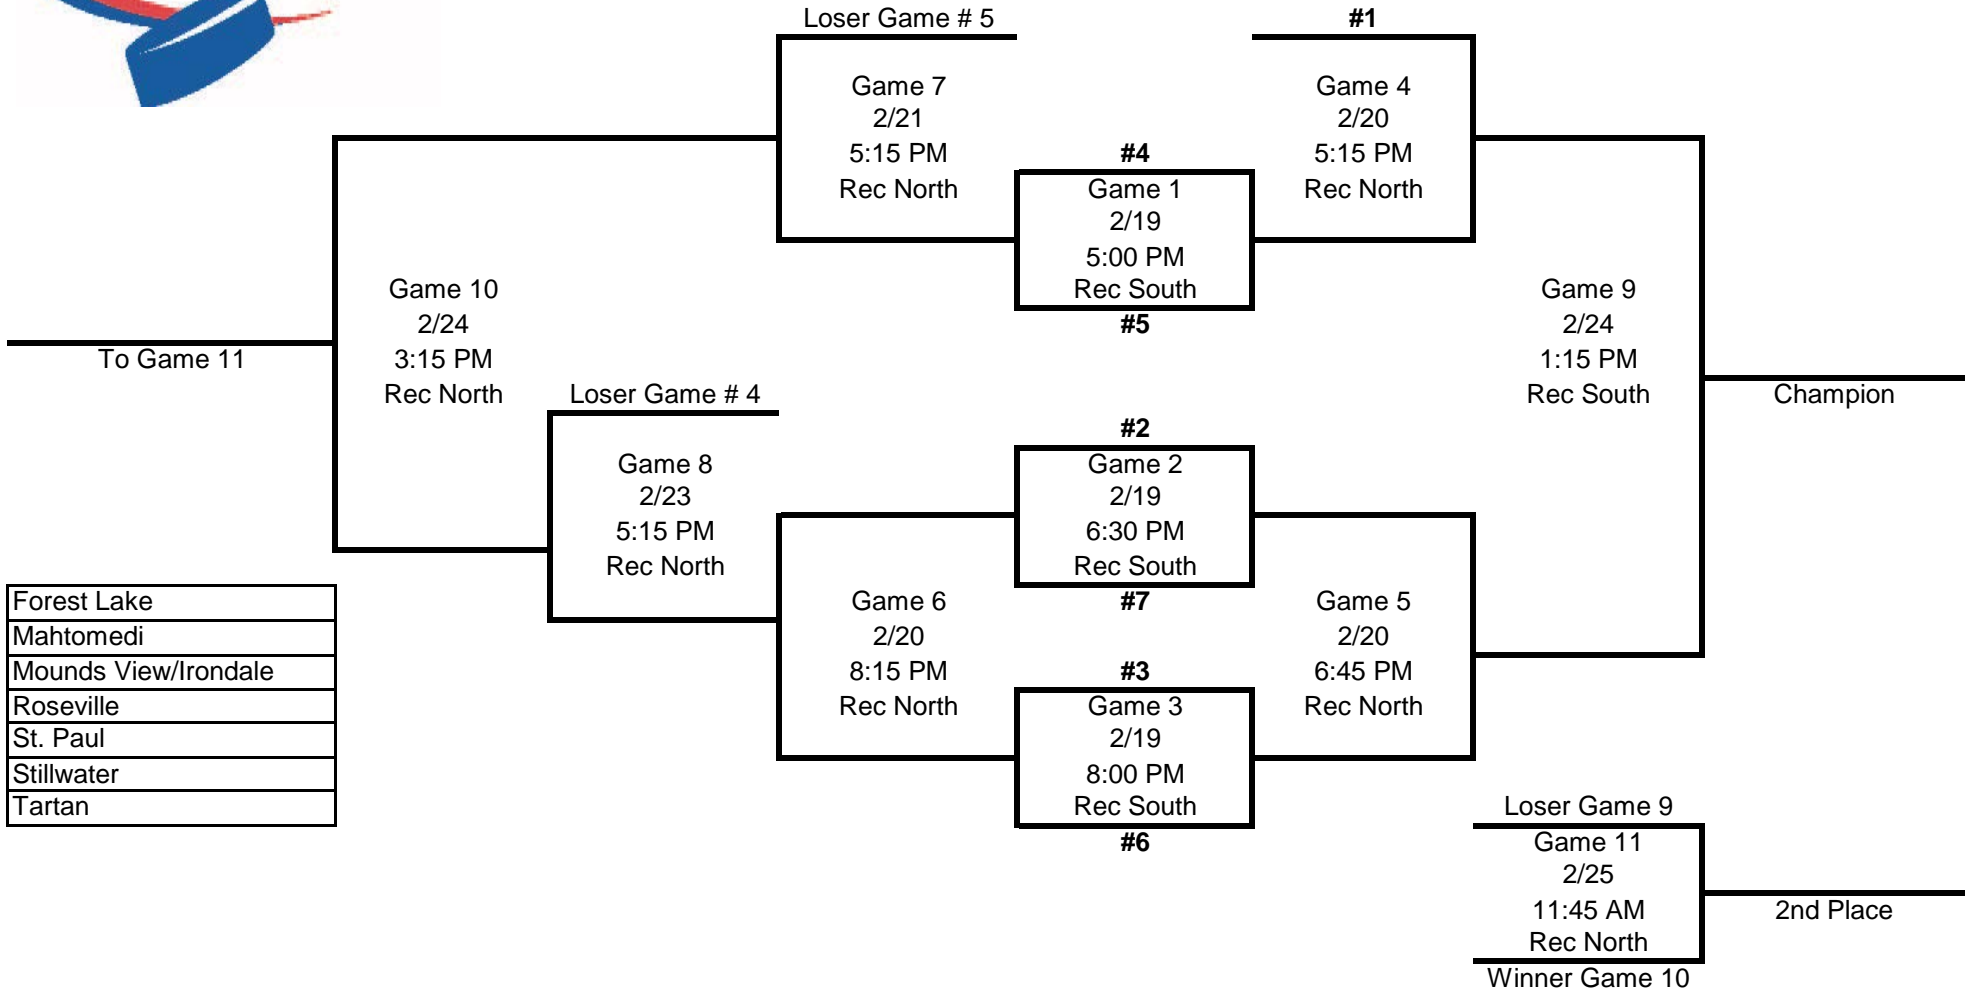 Loser Game # 5
#1
Game 7
2/21
5:15 PM
Rec North
Game 4
2/20
5:15 PM
Rec North
#4
Game 1
2/19
5:00 PM
Rec South
#5
Game 10
2/24
3:15 PM
Rec North
To Game 11
Game 9
2/24
1:15 PM
Rec South
Champion
Loser Game # 4
Game 8
2/23
5:15 PM
Rec North
#2
Game 2
2/19
6:30 PM
Rec South
#7
Game 6
2/20
8:15 PM
Rec North
Game 5
2/20
6:45 PM
Rec North
#3
Game 3
2/19
8:00 PM
Rec South
#6
Forest Lake
Mahtomedi
Mounds View/Irondale
Roseville
St. Paul
Stillwater
Tartan
Loser Game 9
Game 11
2/25
11:45 AM
Rec North
Winner Game 10
2nd Place